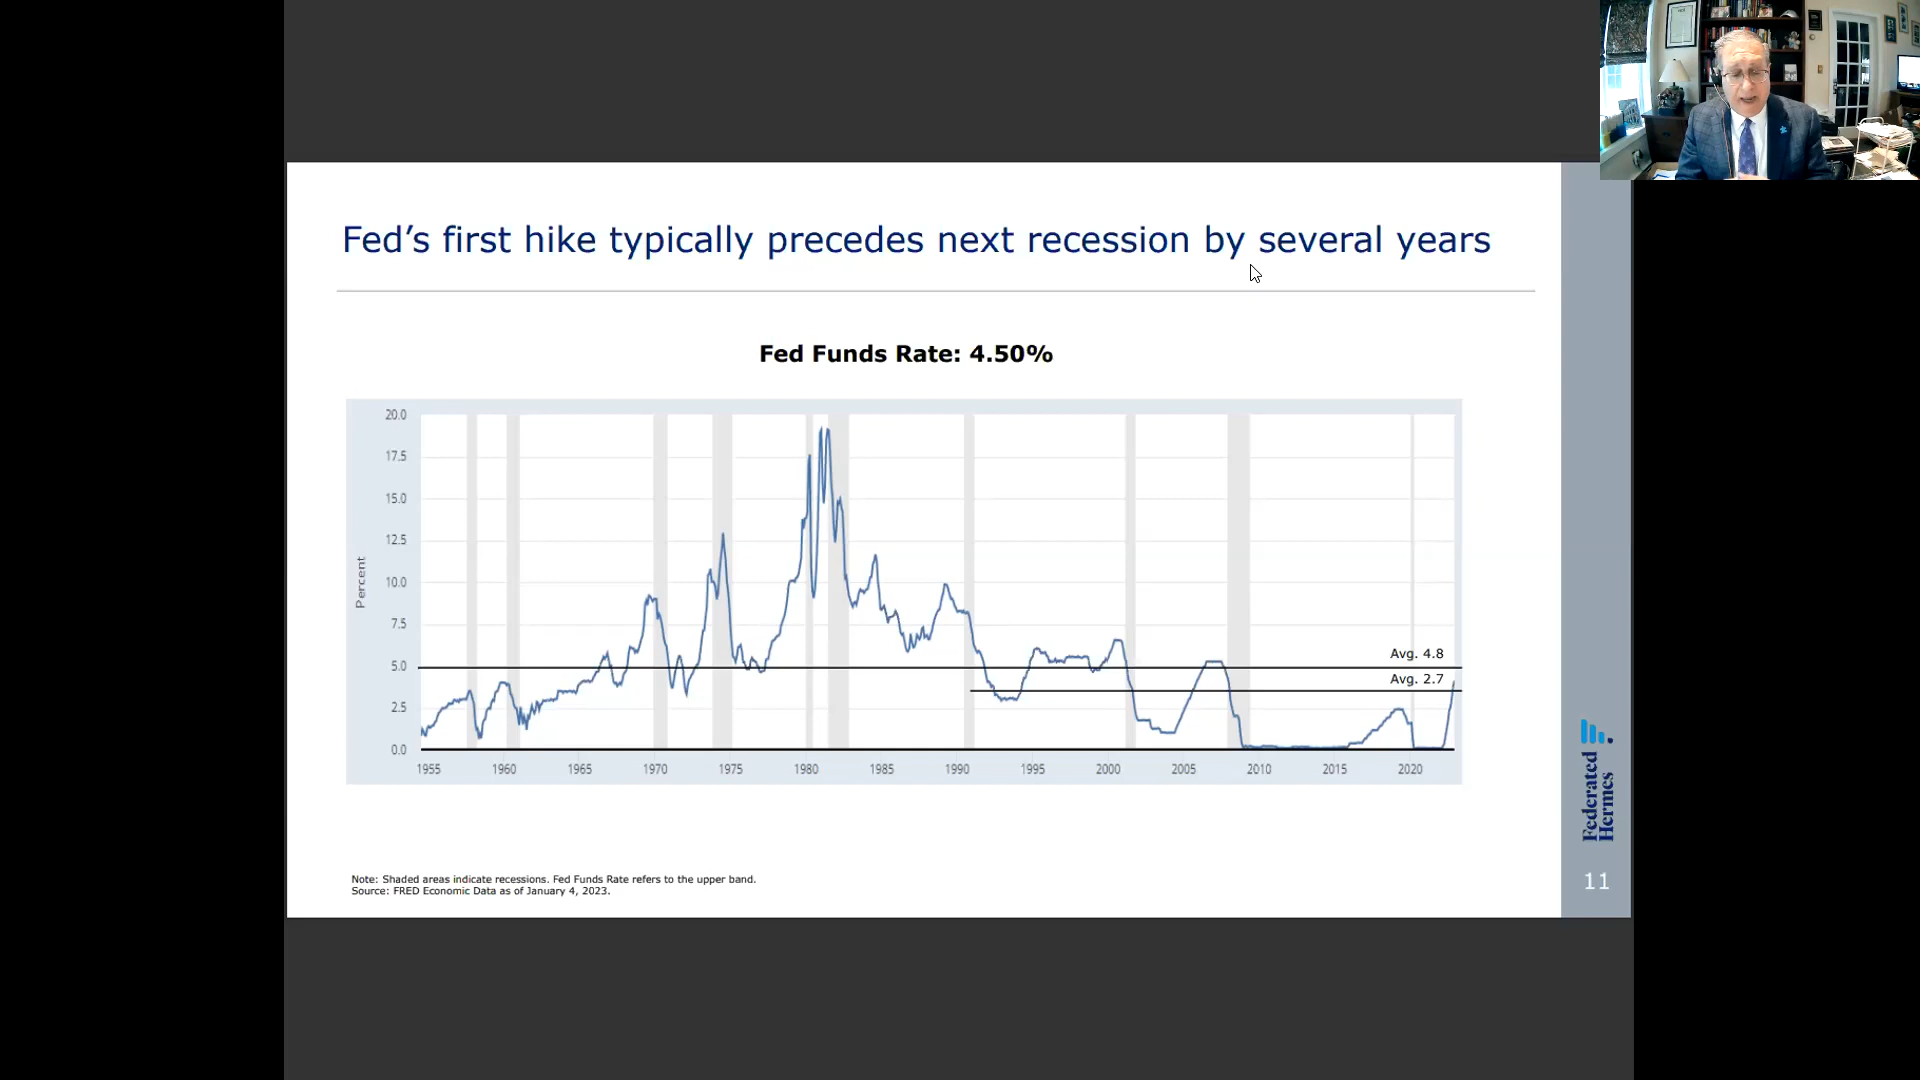 Fed’s first hike typically precedes next recession by several years
Fed Funds Rate: 4.50%
Percent
20.0
17.5
15.0
12.5
10.0
7.5
5.0
2.5
0.0
Avg. 4.8
Avg. 2.7
1955 1960 1965 1970 1975 1980 1985 1990 1995 2000 2005 2010 2015 2020
Note: Shaded areas indicate recessions. Fed Funds Rate refers to the upper band.
Source: FRED Economic Data as of January 4, 2023.
Federated
Hermes
11